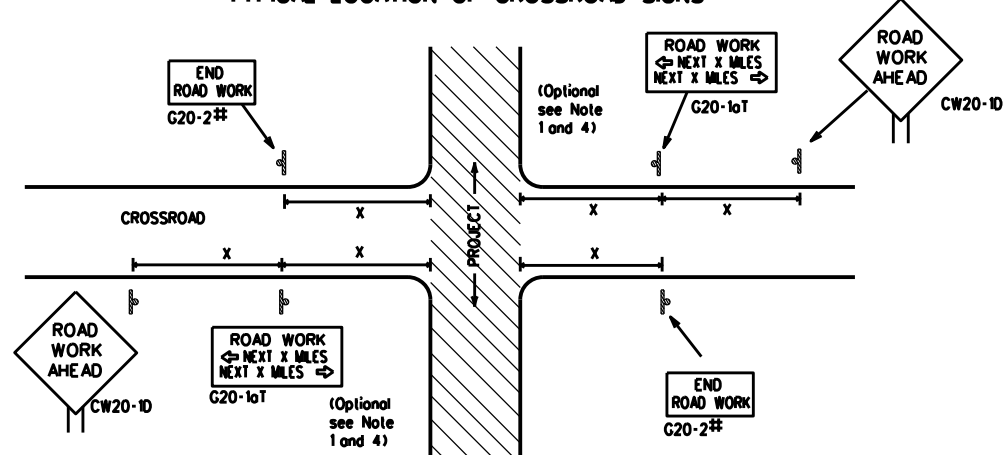 TYPICAL LOCATION OF CROSSROAD SIGNS
ROAD WORK
⇦ NEXT X MILES
NEXT X MILES ⇨
G20-1aT
ROAD
WORK
AHEAD
CW20-1D
END
ROAD WORK
G20-2#
(Optional
see Note
1 and 4)
CROSSROAD
X
X
X
PROJECT
X
X
X
ROAD
WORK
AHEAD
CW20-1D
ROAD WORK
⇦ NEXT X MILES
NEXT X MILES ⇨
G20-1aT
(Optional
see Note
1 and 4)
END
ROAD WORK
G20-2#